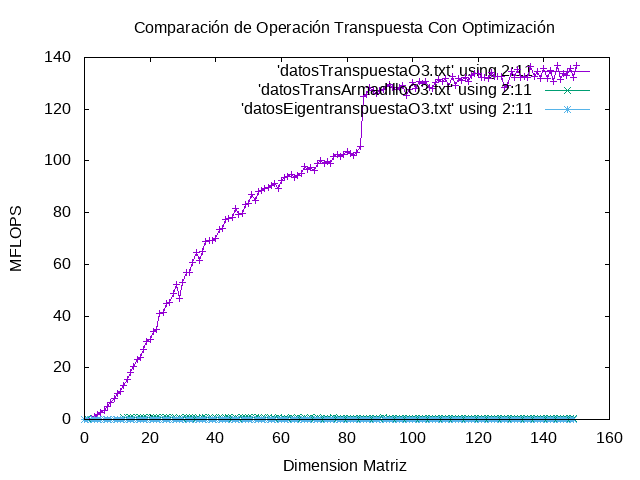 Comparación de Operación Transpuesta Con Optimización
'datosTranspuestaO3.txt' using 2:11
'datosTransArmadilloO3.txt' using 2:11
'datosEigentranspuestaO3.txt' using 2:11
MFLOPS
140
120
100
80
60
40
20
0
0 20 40 60 80 100 120 140 160
Dimension Matriz